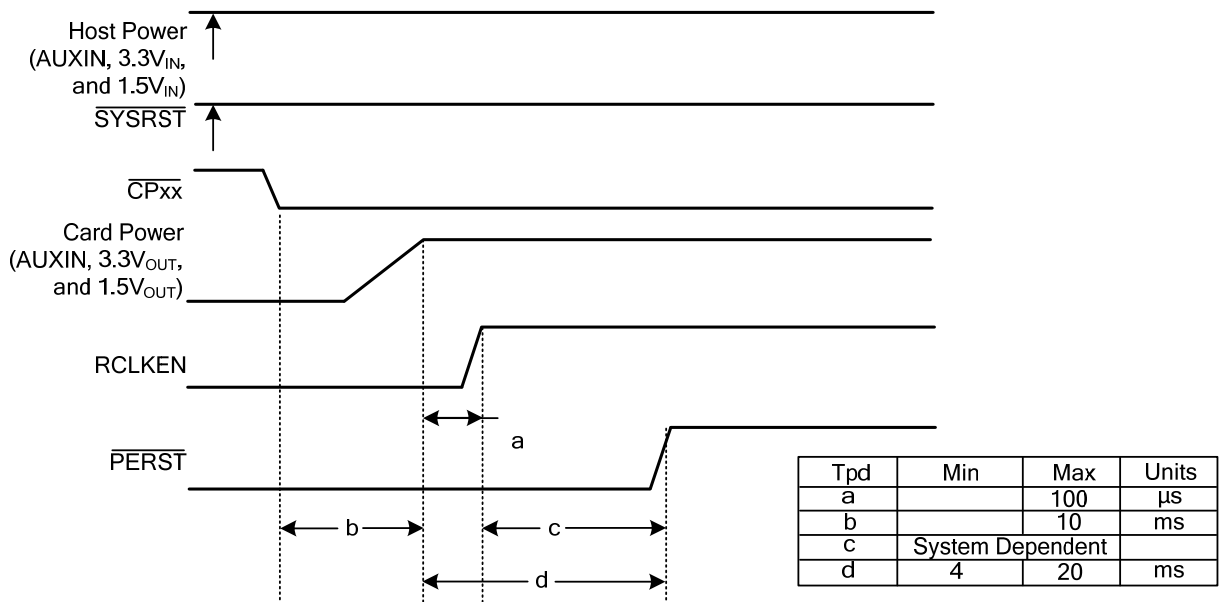 Host Power
(AUXIN, 3.3VIN,
and 1.5VIN)
SYSRST
CPxx
Card Power
(AUXIN, 3.3VOUT,
and 1.5VOUT)
RCLKEN
a
PERST
b
c
d
Tpd Min Max Units
a 100 µs
b 10 ms
c System Dependent
d 4 20 ms